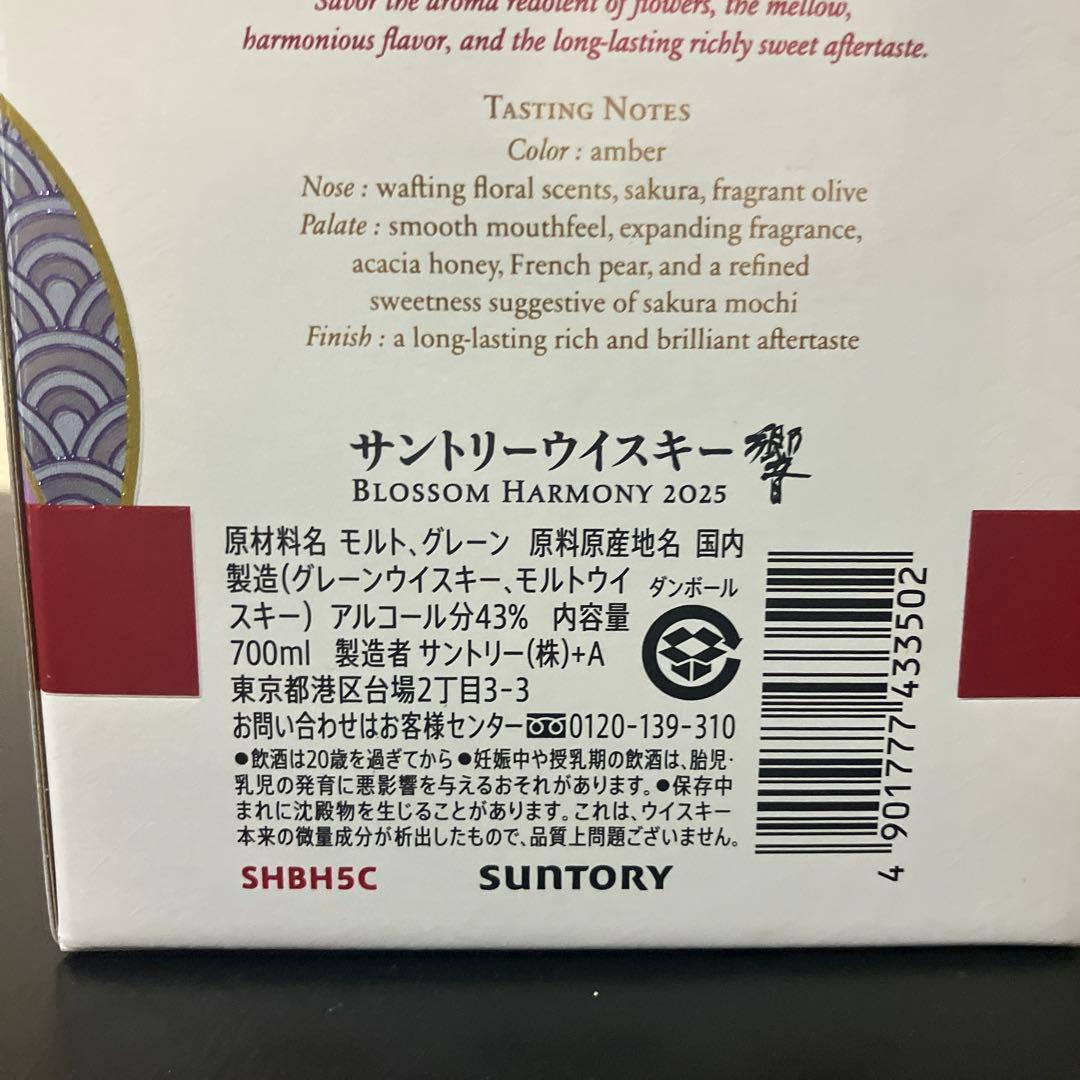 Savor the aroma redolent of flowers, the mellow,
harmonious flavor, and the long-lasting richly sweet aftertaste.
TASTING NOTES
Color : amber
Nose : wafting floral scents, sakura, fragrant olive
Palate : smooth mouthfeel, expanding fragrance,
acacia honey, French pear, and a refined
sweetness suggestive of sakura mochi
Finish : a long-lasting rich and brilliant aftertaste
サントリーウイスキー 響
BLOSSOM HARMONY 2025
原材料名 モルト、グレーン 原料原産地名 国内
製造(グレーンウイスキー、モルトウイ
スキー) アルコール分43% 内容量
700ml 製造者 サントリー(株)+A
東京都港区台場2丁目3-3
お問い合わせはお客様センター 0120-139-310
●飲酒は20歳を過ぎてから ●妊娠中や授乳期の飲酒は、胎児・
乳児の発育に悪影響を与えるおそれがあります。●保存中
まれに沈殿物を生じることがあります。これは、ウイスキー
本来の微量成分が析出したもので、品質上問題ございません。
SHBH5C SUNTORY
ダンボール
4 901777 433502